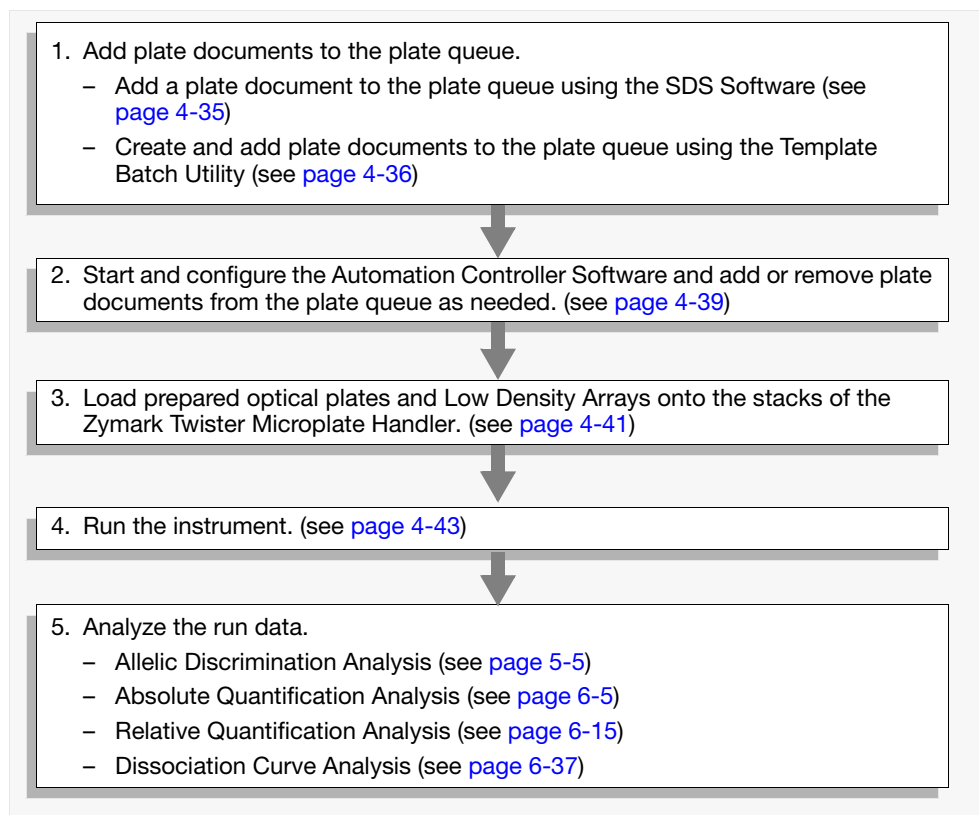 1. Add plate documents to the plate queue.
– Add a plate document to the plate queue using the SDS Software (see
page 4-35)
– Create and add plate documents to the plate queue using the Template
Batch Utility (see page 4-36)
2. Start and configure the Automation Controller Software and add or remove plate
documents from the plate queue as needed. (see page 4-39)
3. Load prepared optical plates and Low Density Arrays onto the stacks of the
Zymark Twister Microplate Handler. (see page 4-41)
4. Run the instrument. (see page 4-43)
5. Analyze the run data.
– Allelic Discrimination Analysis (see page 5-5)
– Absolute Quantification Analysis (see page 6-5)
– Relative Quantification Analysis (see page 6-15)
– Dissociation Curve Analysis (see page 6-37)